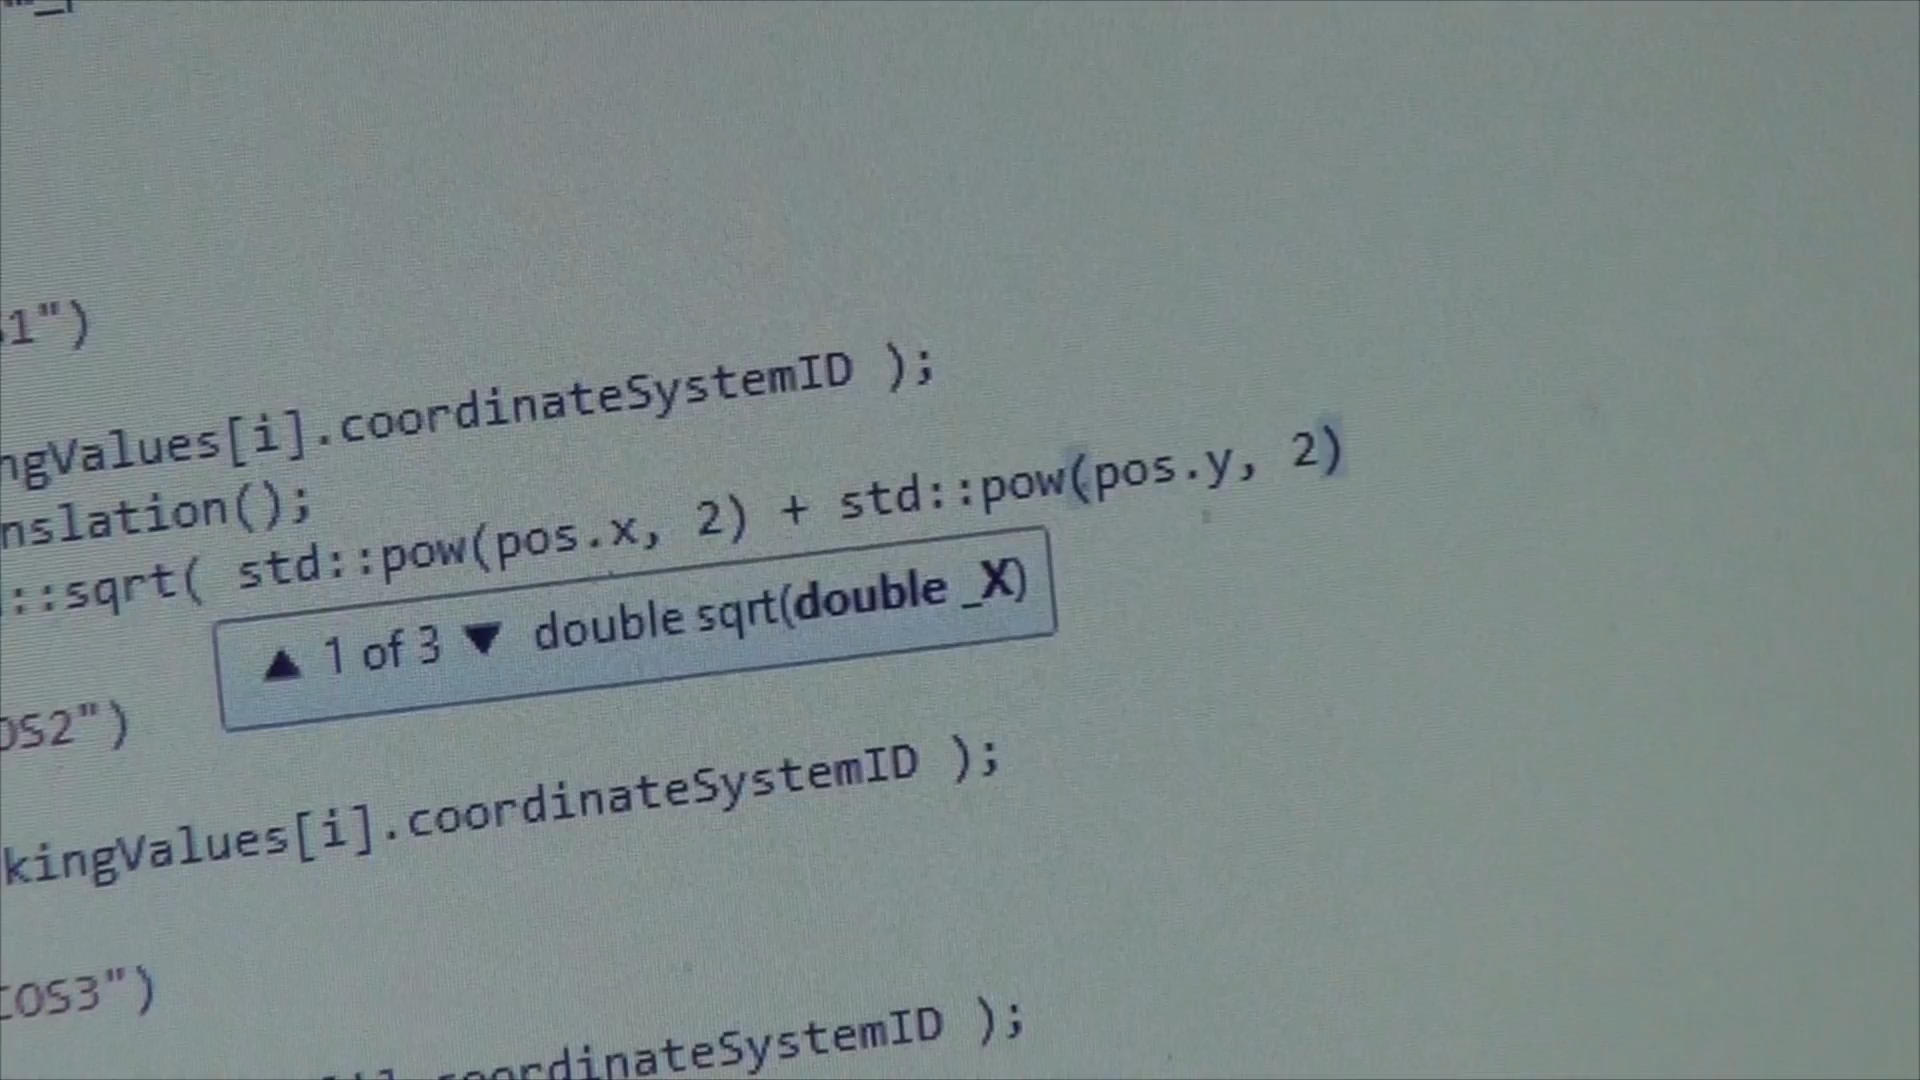 1")
ngValues[i].coordinateSystemID );
nslation();
::sqrt( std::pow(pos.x, 2) + std::pow(pos.y, 2)
▲ 1 of 3 ▼ double sqrt(double _X)
OS2")
kingValues[i].coordinateSystemID );
COS3")
coordinateSystemID );